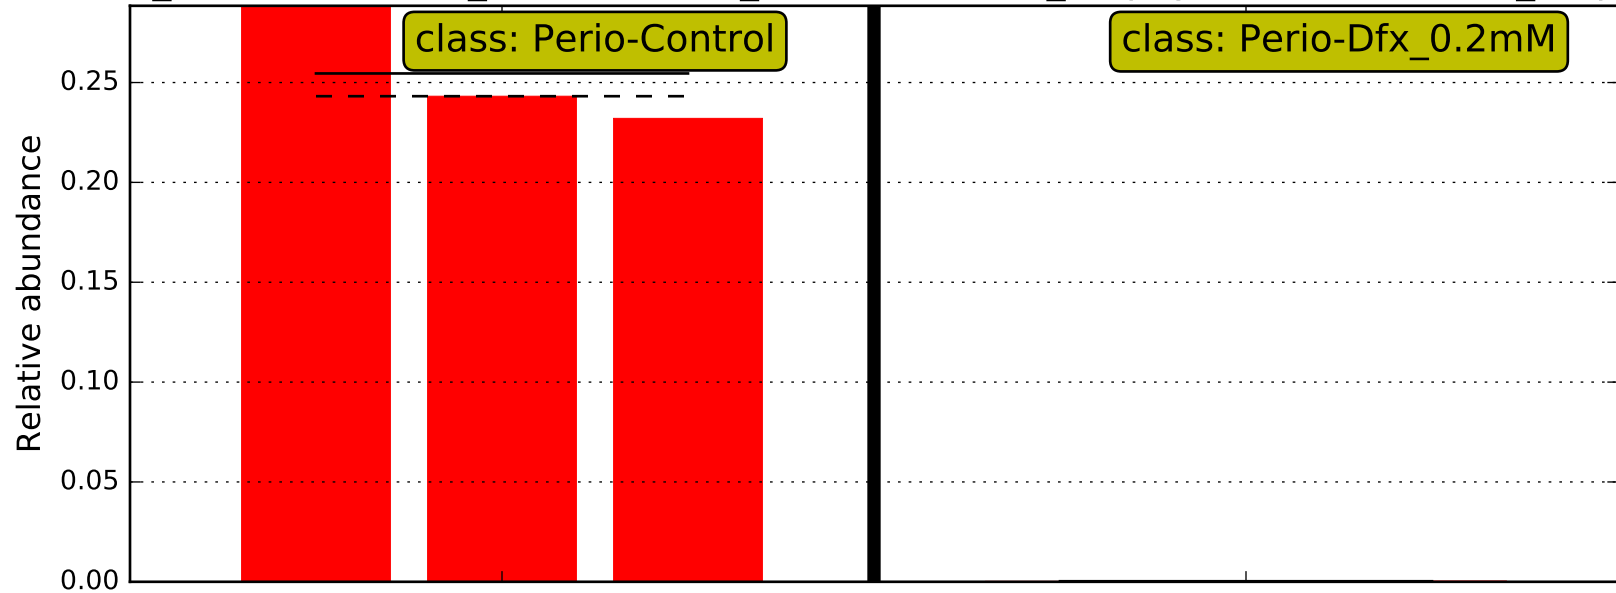 class: Perio-Control
class: Perio-Dfx_0.2mM
0.25
0.20
0.15
0.10
0.05
0.00
Relative abundance